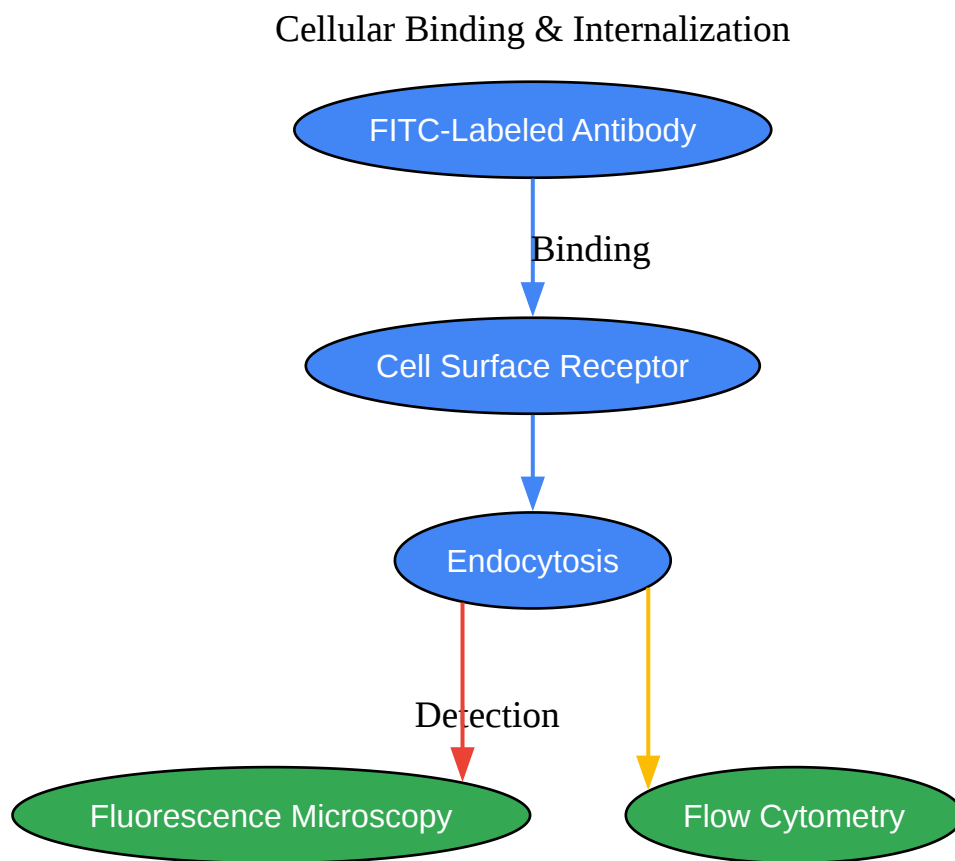 Cellular Binding & Internalization
FITC-Labeled Antibody
Binding
Cell Surface Receptor
Endocytosis
Detection
Fluorescence Microscopy
Flow Cytometry